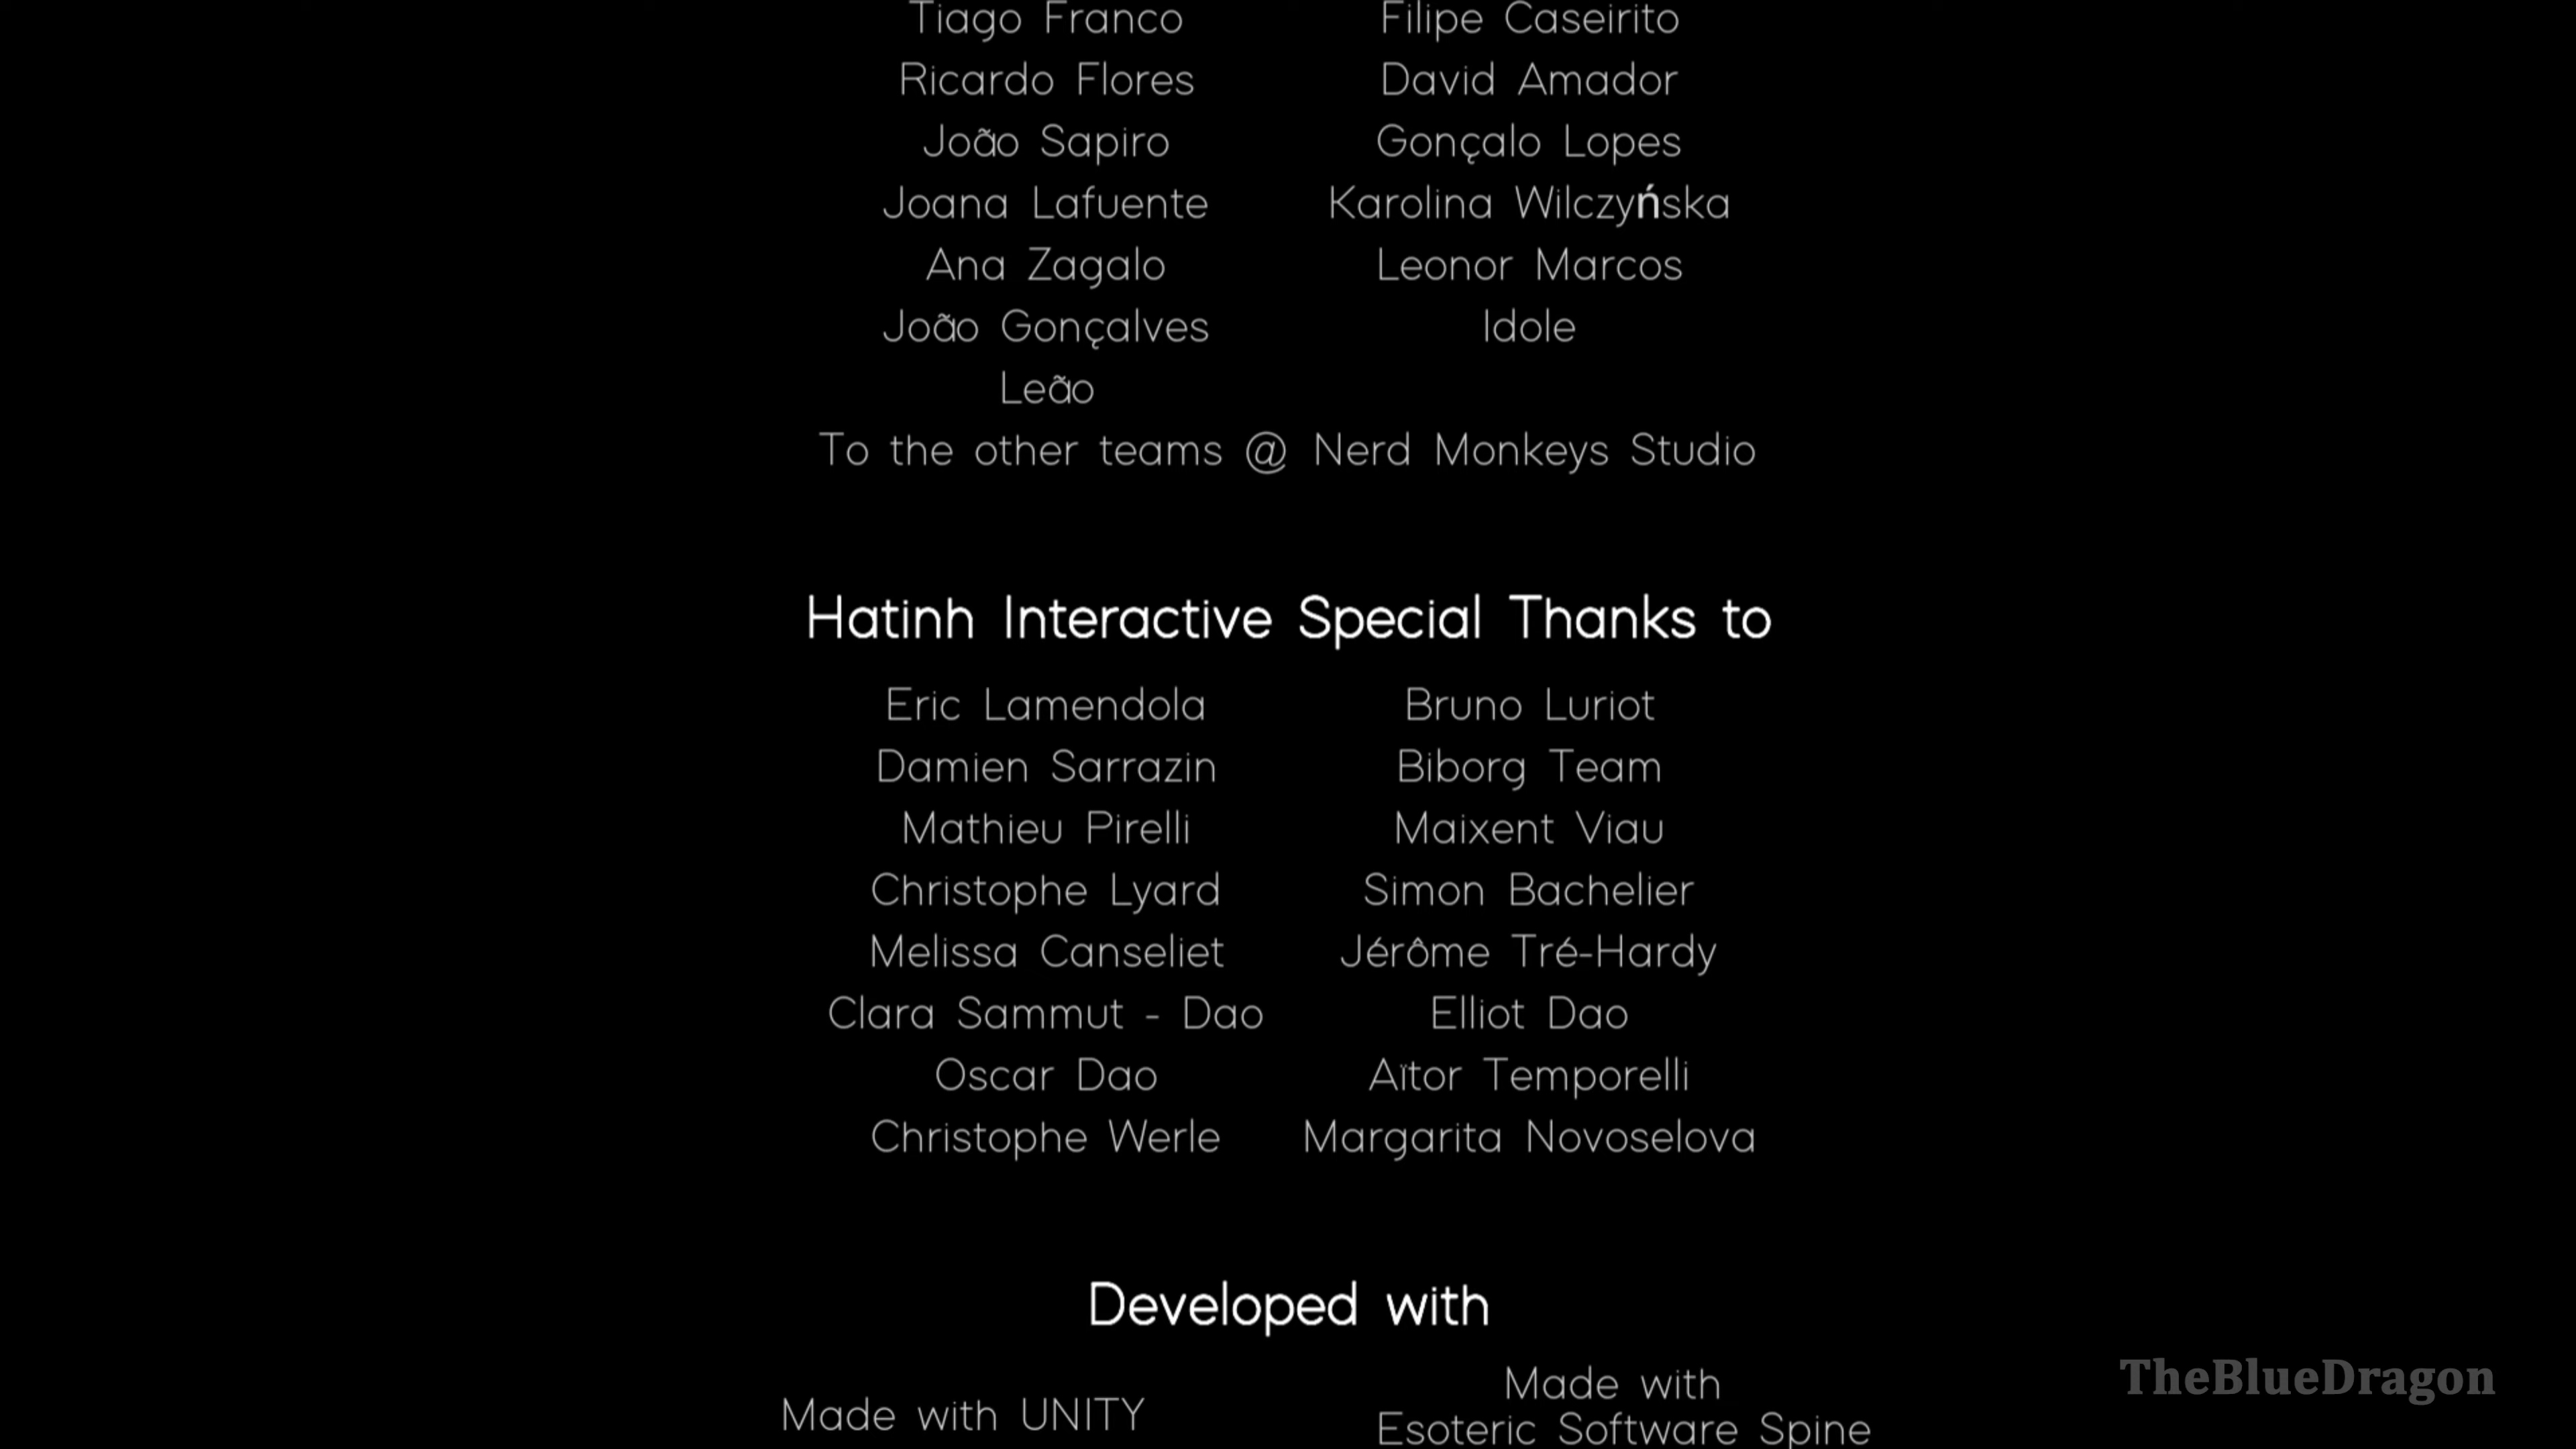 Tiago Franco Filipe Caseirito
Ricardo Flores David Amador
João Sapiro Gonçalo Lopes
Joana Lafuente Karolina Wilczyńska
Ana Zagalo Leonor Marcos
João Gonçalves Idole
Leão
To the other teams @ Nerd Monkeys Studio
Hatinh Interactive Special Thanks to
Eric Lamendola Bruno Luriot
Damien Sarrazin Biborg Team
Mathieu Pirelli Maixent Viau
Christophe Lyard Simon Bachelier
Melissa Canseliet Jérôme Tré-Hardy
Clara Sammut - Dao Elliot Dao
Oscar Dao Aïtor Temporelli
Christophe Werle Margarita Novoselova
Developed with
Made with UNITY
Made with
Esoteric Software Spine
TheBlueDragon